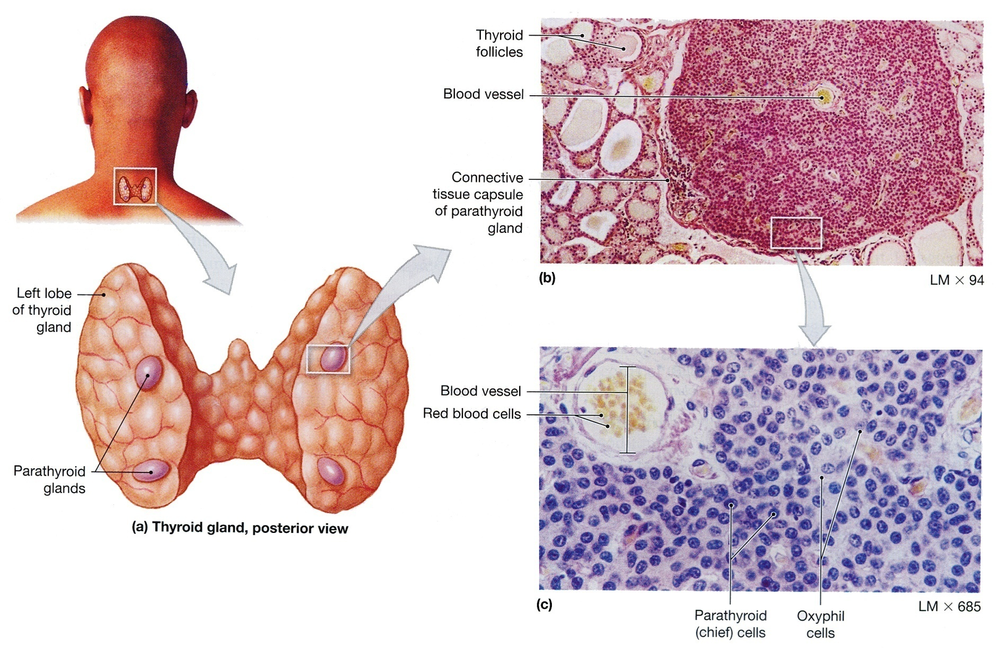 Thyroid
follicles
Blood vessel
Connective
tissue capsule
of parathyroid
gland
(b)
LM × 94
Left lobe
of thyroid
gland
Parathyroid
glands
(a) Thyroid gland, posterior view
Blood vessel
Red blood cells
(c)
LM × 685
Parathyroid
(chief) cells
Oxyphil
cells